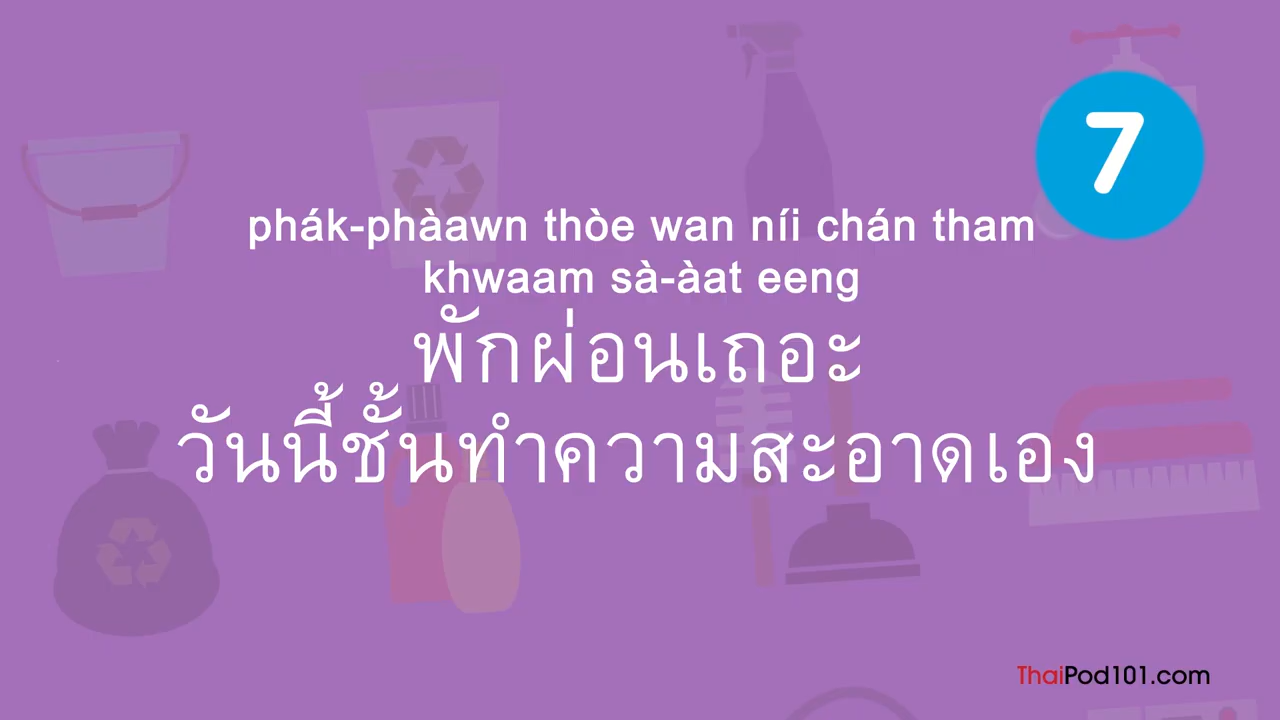 7
phák-phàawn thòe wan níi chán tham
khwaam sà-àat eeng
พักผ่อนเถอะ
วันนี้ชั้นทำความสะอาดเอง
ThaiPod101.com